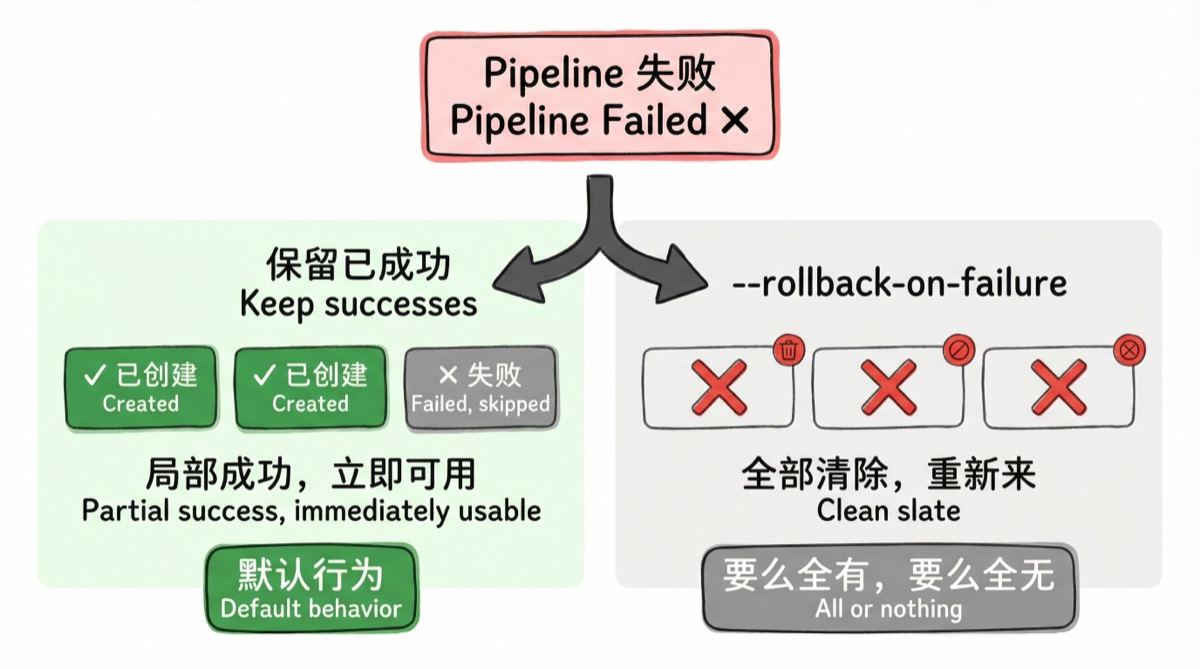 Pipeline 失败
Pipeline Failed ✕
保留已成功
Keep successes
✓ 已创建
Created
✓ 已创建
Created
✕ 失败
Failed, skipped
局部成功，立即可用
Partial success, immediately usable
默认行为
Default behavior
--rollback-on-failure
全部清除，重新来
Clean slate
要么全有，要么全无
All or nothing